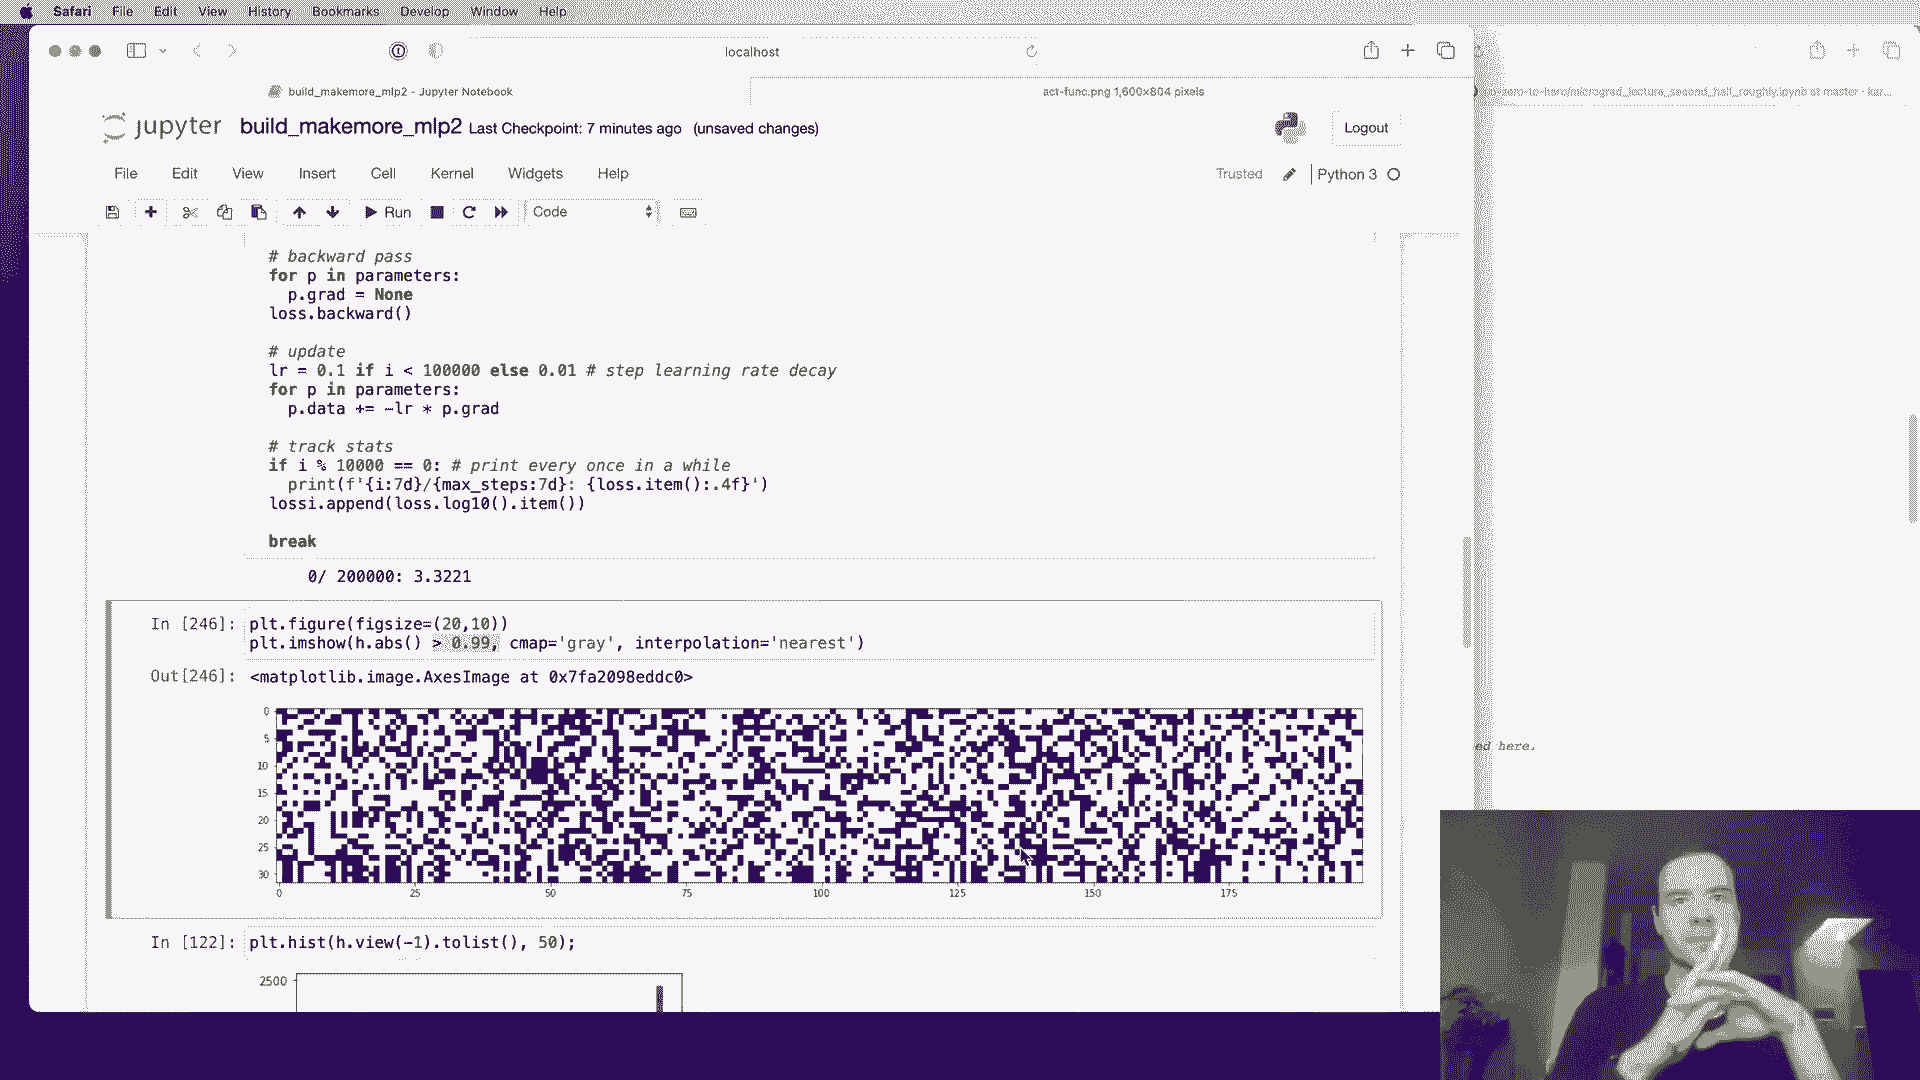 Safari File Edit View History Bookmarks Develop Window Help
localhost
build_makemore_mlp2 - Jupyter Notebook
act-func.png 1,600×804 pixels
zero-to-hero/micrograd_lecture_second_half_roughly.ipynb at master · kar...
jupyter build_makemore_mlp2 Last Checkpoint: 7 minutes ago (unsaved changes)
Logout
File Edit View Insert Cell Kernel Widgets Help
Trusted Python 3
Run Code
# backward pass
for p in parameters:
p.grad = None
loss.backward()
# update
lr = 0.1 if i < 100000 else 0.01 # step learning rate decay
for p in parameters:
p.data += -lr * p.grad
# track stats
if i % 10000 == 0: # print every once in a while
print(f'{i:7d}/{max_steps:7d}: {loss.item():.4f}')
lossi.append(loss.log10().item())
break
0/ 200000: 3.3221
In [246]: plt.figure(figsize=(20,10))
plt.imshow(h.abs() > 0.99, cmap='gray', interpolation='nearest')
Out[246]: <matplotlib.image.AxesImage at 0x7fa2098eddc0>
0
5
10
15
20
25
30
0 25 50 75 100 125 150 175
ed here.
In [122]: plt.hist(h.view(-1).tolist(), 50);
2500